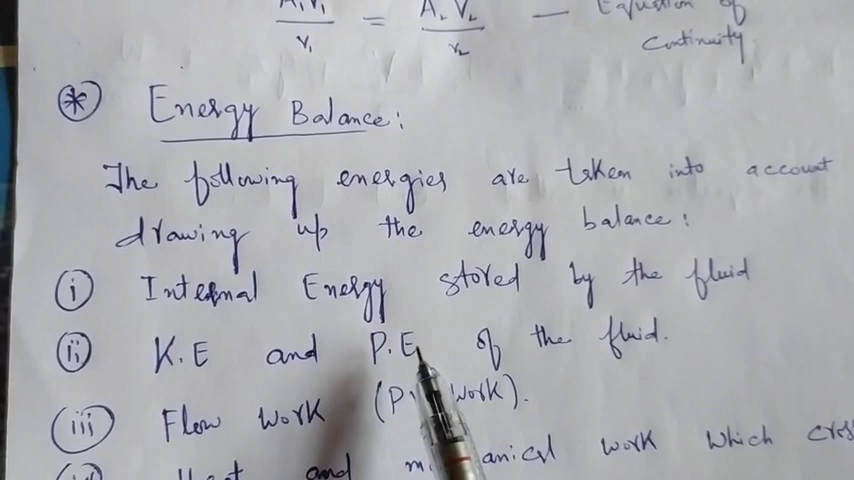 A₁V₁ / v₁ = A₂V₂ / v₂ — Equation of
Continuity
* Energy Balance:
The following energies are taken into account
drawing up the energy balance:
(i) Internal Energy stored by the fluid
(ii) K.E and P.E of the fluid.
(iii) Flow work (P work).
and work which